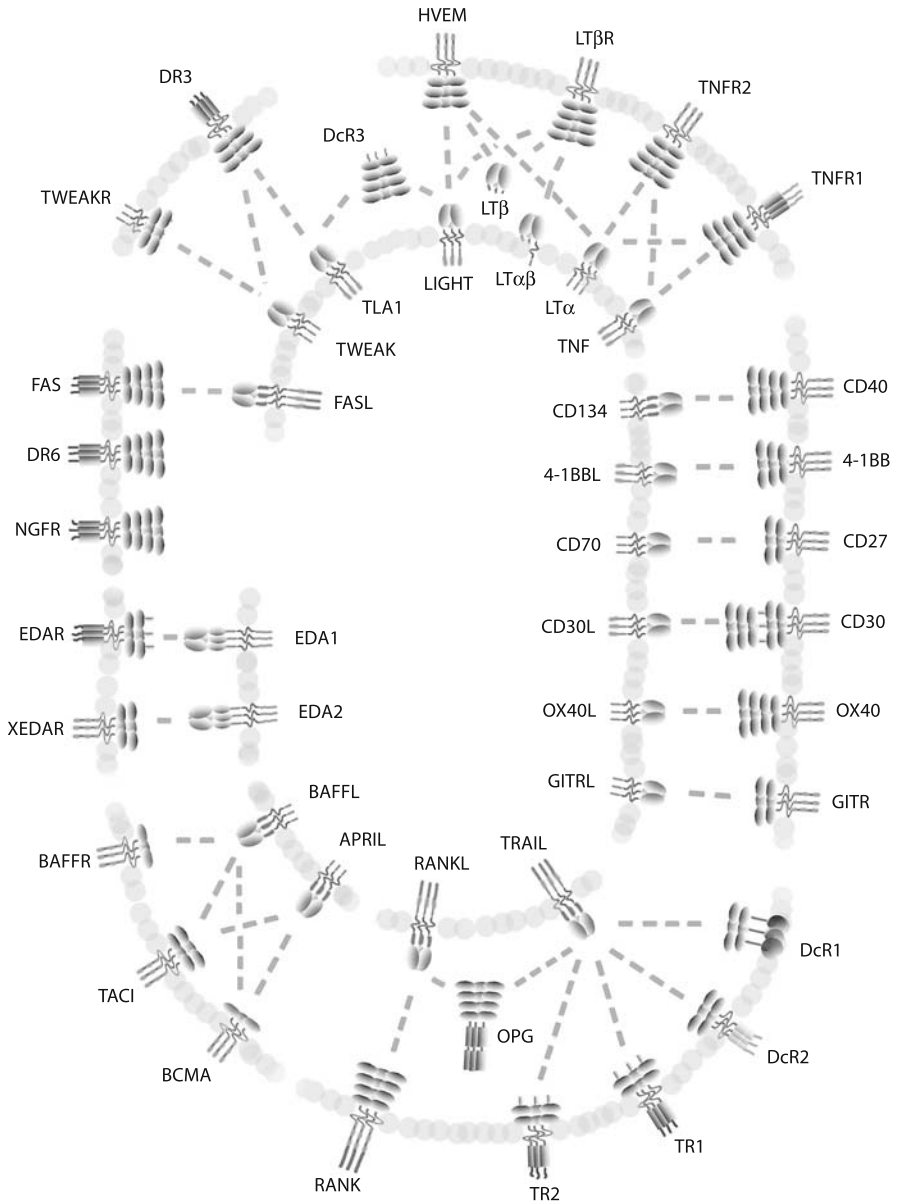 HVEM
LTβR
DR3
TNFR2
DcR3
TNFR1
TWEAKR
LTβ
LIGHT
LTαβ
TLA1
LTα
TWEAK
TNF
FAS
FASL
CD134
CD40
DR6
4-1BBL
4-1BB
NGFR
CD70
CD27
EDAR
EDA1
CD30L
CD30
XEDAR
EDA2
OX40L
OX40
GITRL
GITR
BAFFL
BAFFR
APRIL
RANKL
TRAIL
DcR1
TACI
OPG
DcR2
BCMA
TR1
RANK
TR2